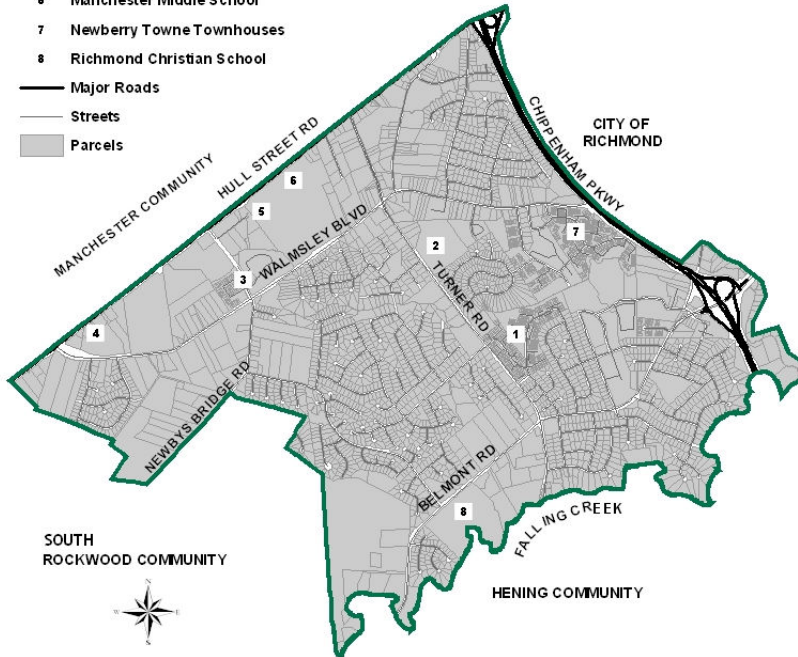 6 Manchester Middle School
7 Newberry Towne Townhouses
8 Richmond Christian School
Major Roads
Streets
Parcels
MANCHESTER COMMUNITY
HULL STREET RD
CHIPPENHAM PKWY
CITY OF
RICHMOND
6
5
WALMSLEY BLVD
3
2
7
TURNER RD
1
4
NEWBYS BRIDGE RD
BELMONT RD
8
FALLING CREEK
SOUTH
ROCKWOOD COMMUNITY
HENING COMMUNITY
N
W
E
S